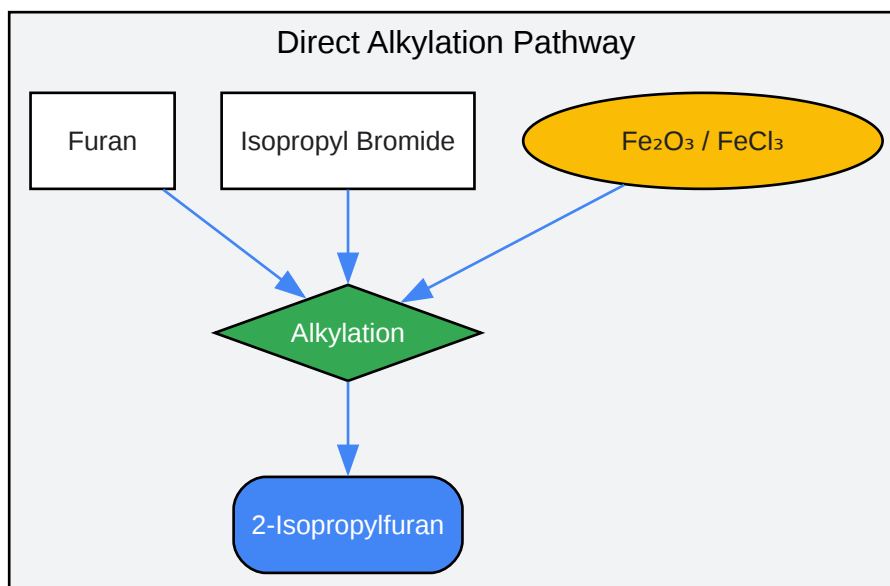 Direct Alkylation Pathway
Furan
Isopropyl Bromide
Fe₂O₃ / FeCl₃
Alkylation
2-Isopropylfuran